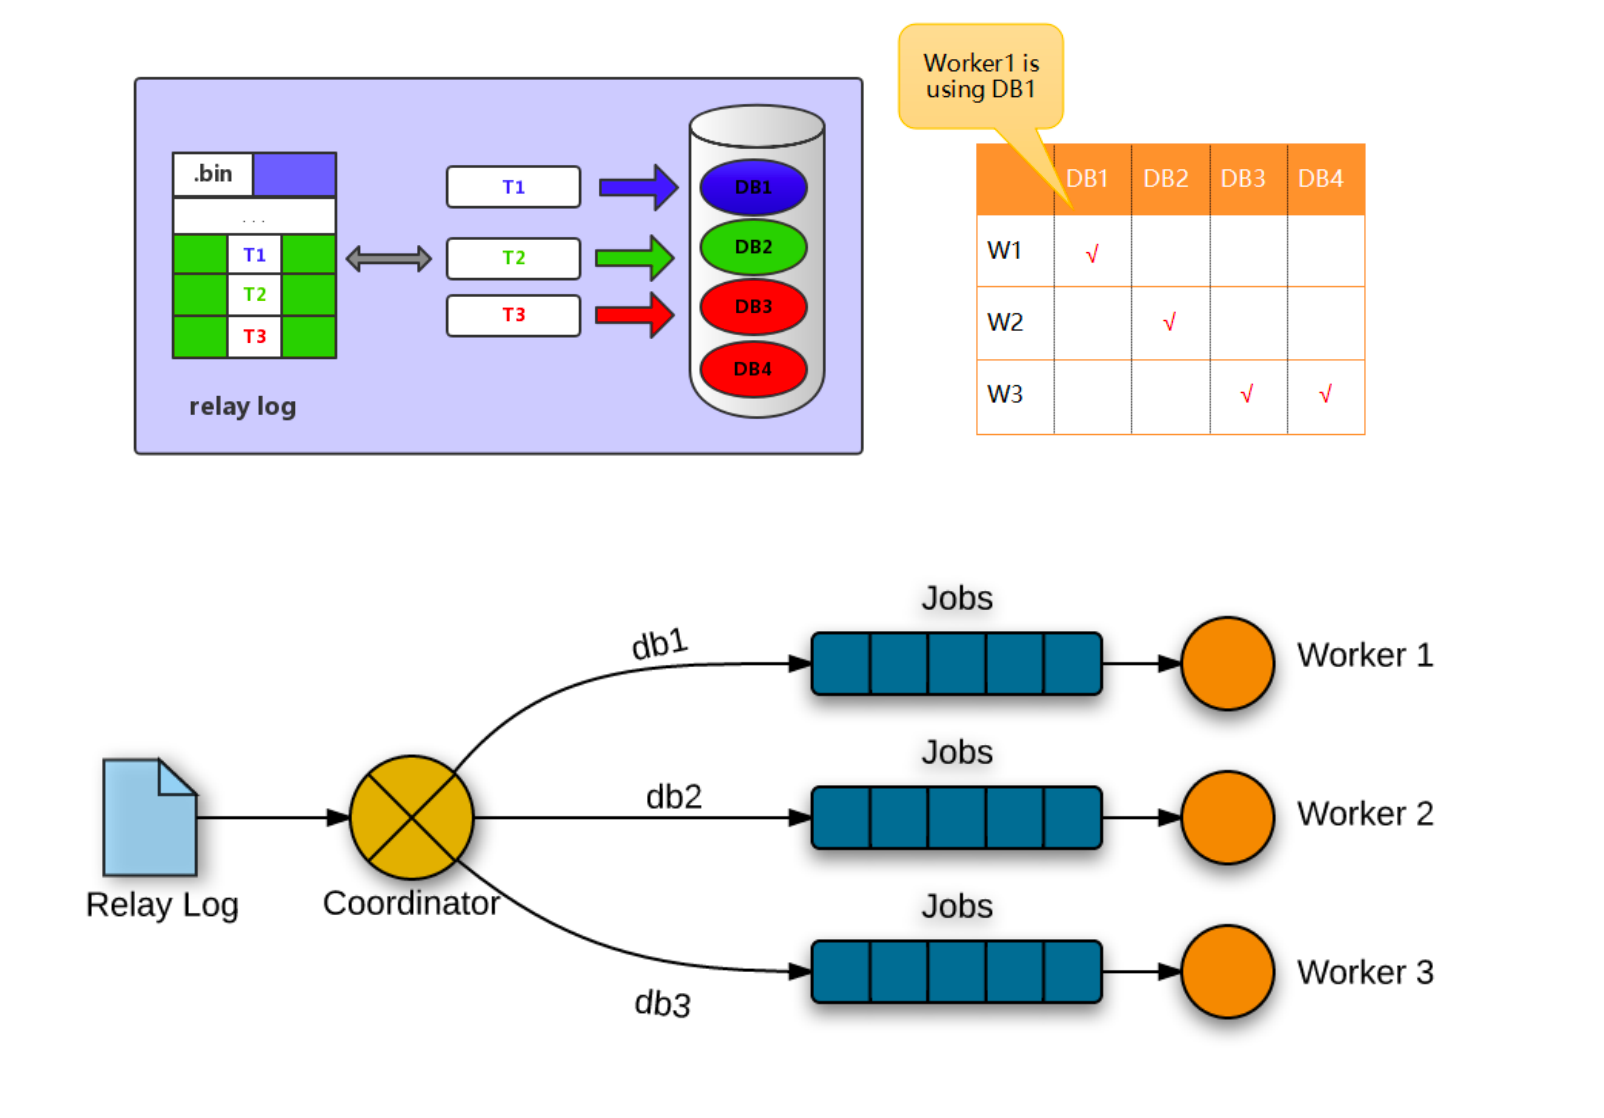 Worker1 is
using DB1
.bin
...
T1
T2
T3
relay log
T1
T2
T3
DB1
DB2
DB3
DB4
DB1 DB2 DB3 DB4
W1 √
W2 √
W3 √ √
Jobs
db1
Worker 1
Jobs
db2
Worker 2
Relay Log
Coordinator
Jobs
db3
Worker 3